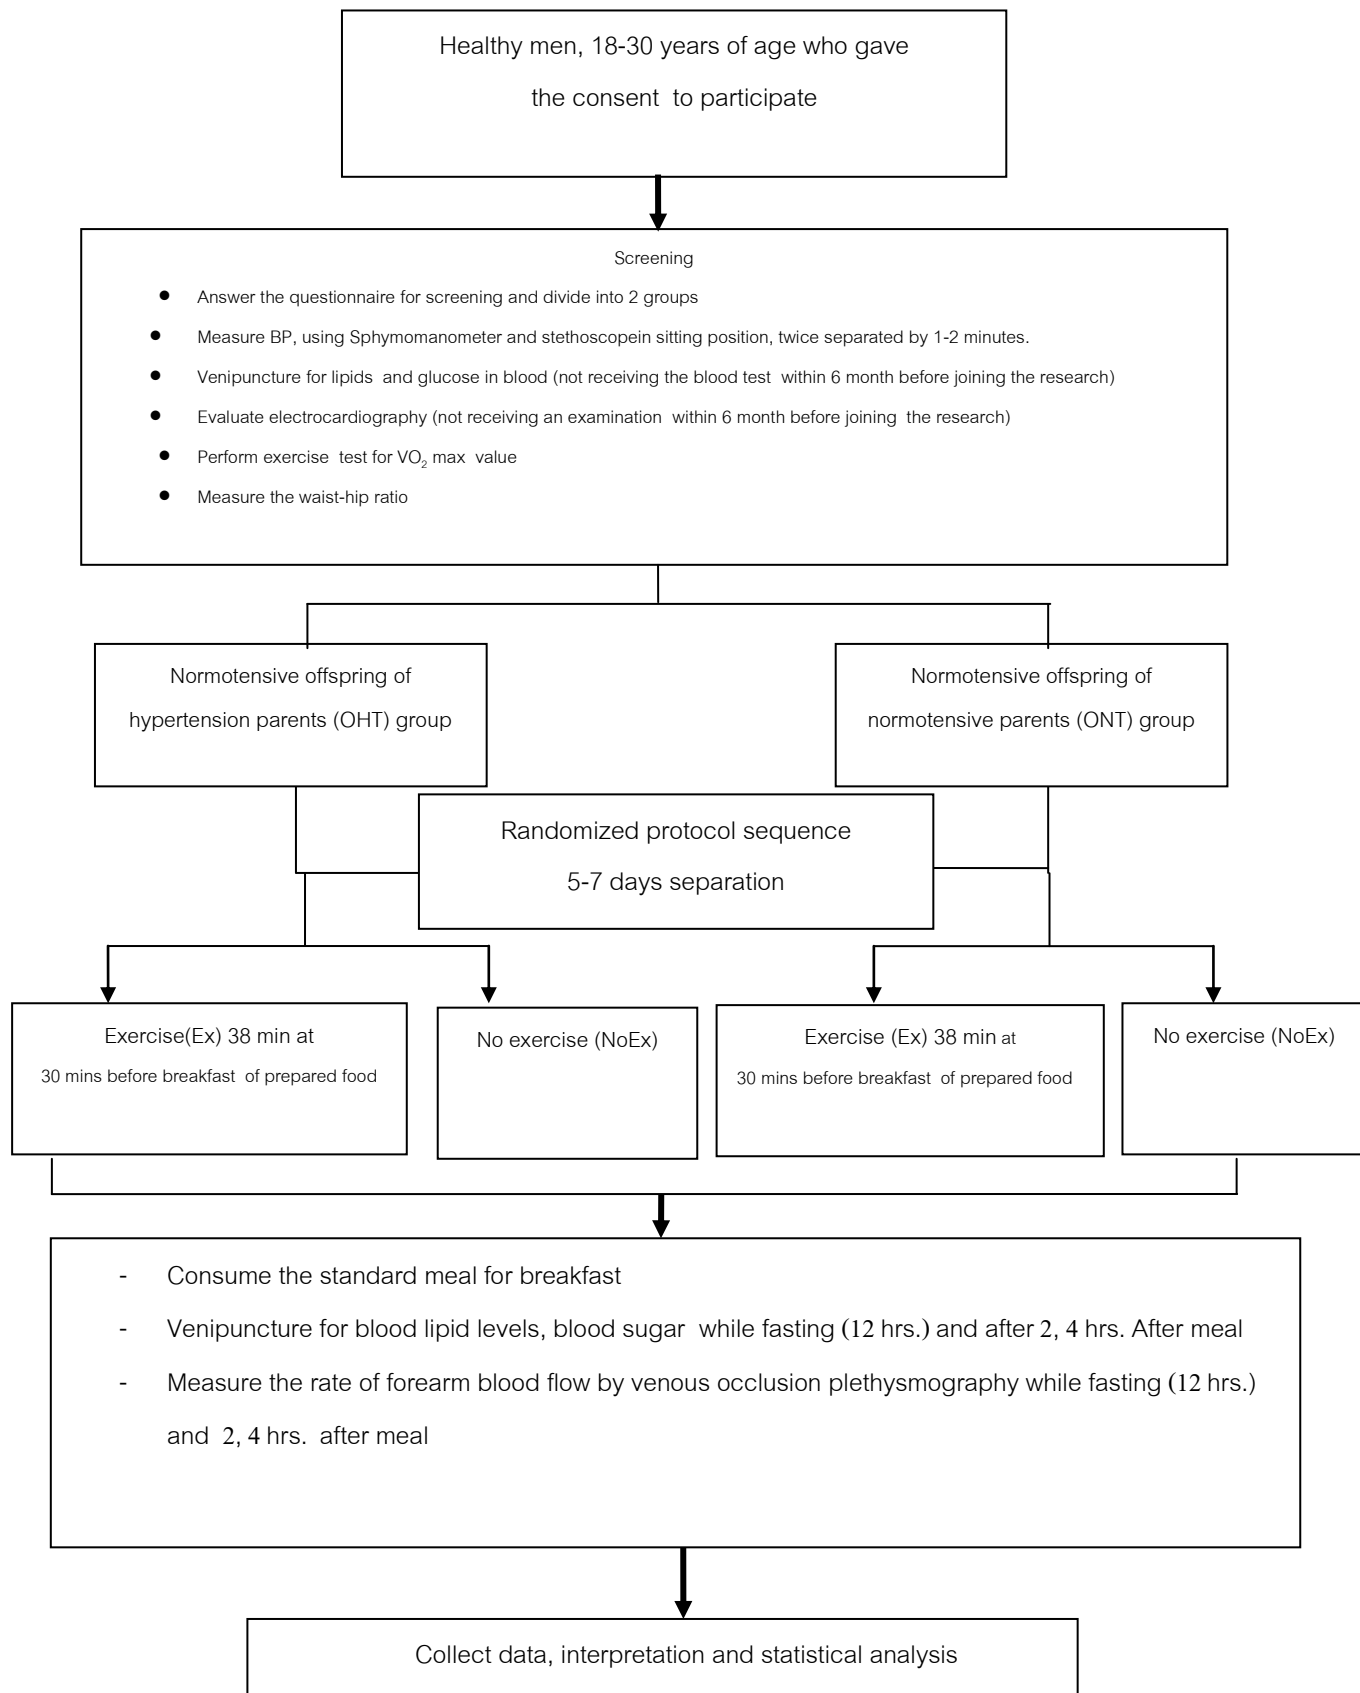 Healthy men, 18-30 years of age who gave
the consent to participate
Screening
● Answer the questionnaire for screening and divide into 2 groups
● Measure BP, using Sphymomanometer and stethoscopein sitting position, twice separated by 1-2 minutes.
● Venipuncture for lipids and glucose in blood (not receiving the blood test within 6 month before joining the research)
● Evaluate electrocardiography (not receiving an examination within 6 month before joining the research)
● Perform exercise test for VO₂ max value
● Measure the waist-hip ratio
Normotensive offspring of
hypertension parents (OHT) group
Normotensive offspring of
normotensive parents (ONT) group
Randomized protocol sequence
5-7 days separation
Exercise(Ex) 38 min at
30 mins before breakfast of prepared food
No exercise (NoEx)
Exercise (Ex) 38 min at
30 mins before breakfast of prepared food
No exercise (NoEx)
- Consume the standard meal for breakfast
- Venipuncture for blood lipid levels, blood sugar while fasting (12 hrs.) and after 2, 4 hrs. After meal
- Measure the rate of forearm blood flow by venous occlusion plethysmography while fasting (12 hrs.)
and 2, 4 hrs. after meal
Collect data, interpretation and statistical analysis